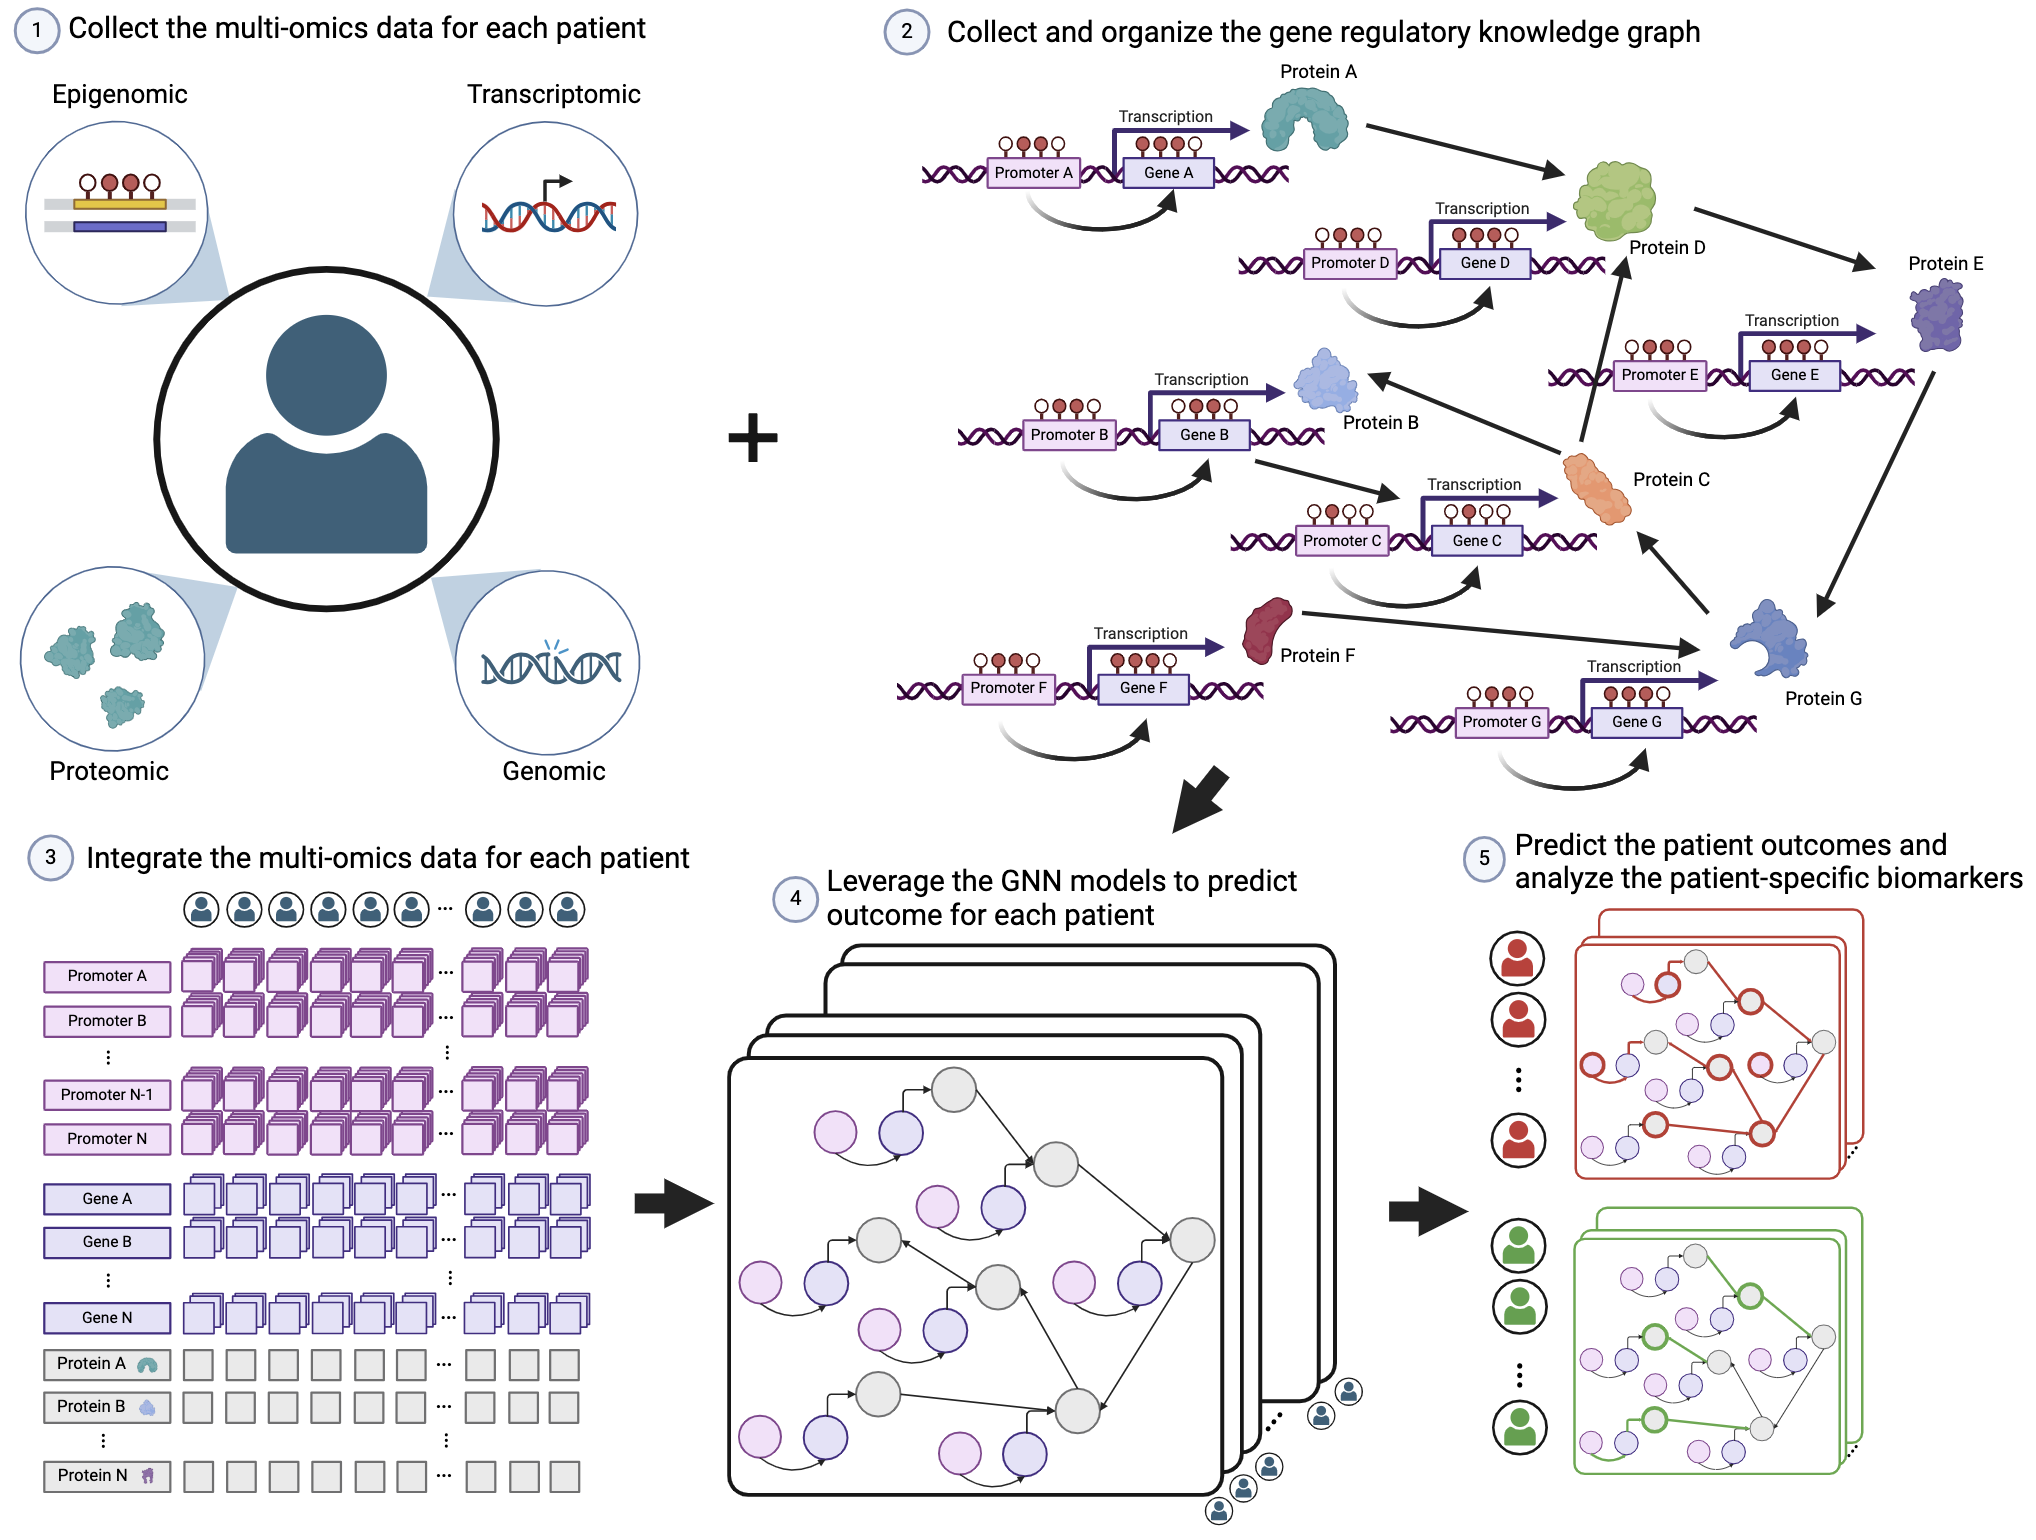 1 Collect the multi-omics data for each patient
Epigenomic
Transcriptomic
Proteomic
Genomic
+
2 Collect and organize the gene regulatory knowledge graph
Protein A
Transcription
Promoter A
Gene A
Transcription
Promoter D
Gene D
Protein D
Protein E
Transcription
Promoter E
Gene E
Transcription
Promoter B
Gene B
Protein B
Protein C
Transcription
Promoter C
Gene C
Transcription
Promoter F
Gene F
Protein F
Transcription
Promoter G
Gene G
Protein G
3 Integrate the multi-omics data for each patient
...
Promoter A ...
Promoter B ...
Promoter N-1 ...
Promoter N ...
Gene A ...
Gene B ...
Gene N ...
Protein A ...
Protein B ...
Protein N ...
4 Leverage the GNN models to predict
outcome for each patient
5 Predict the patient outcomes and
analyze the patient-specific biomarkers